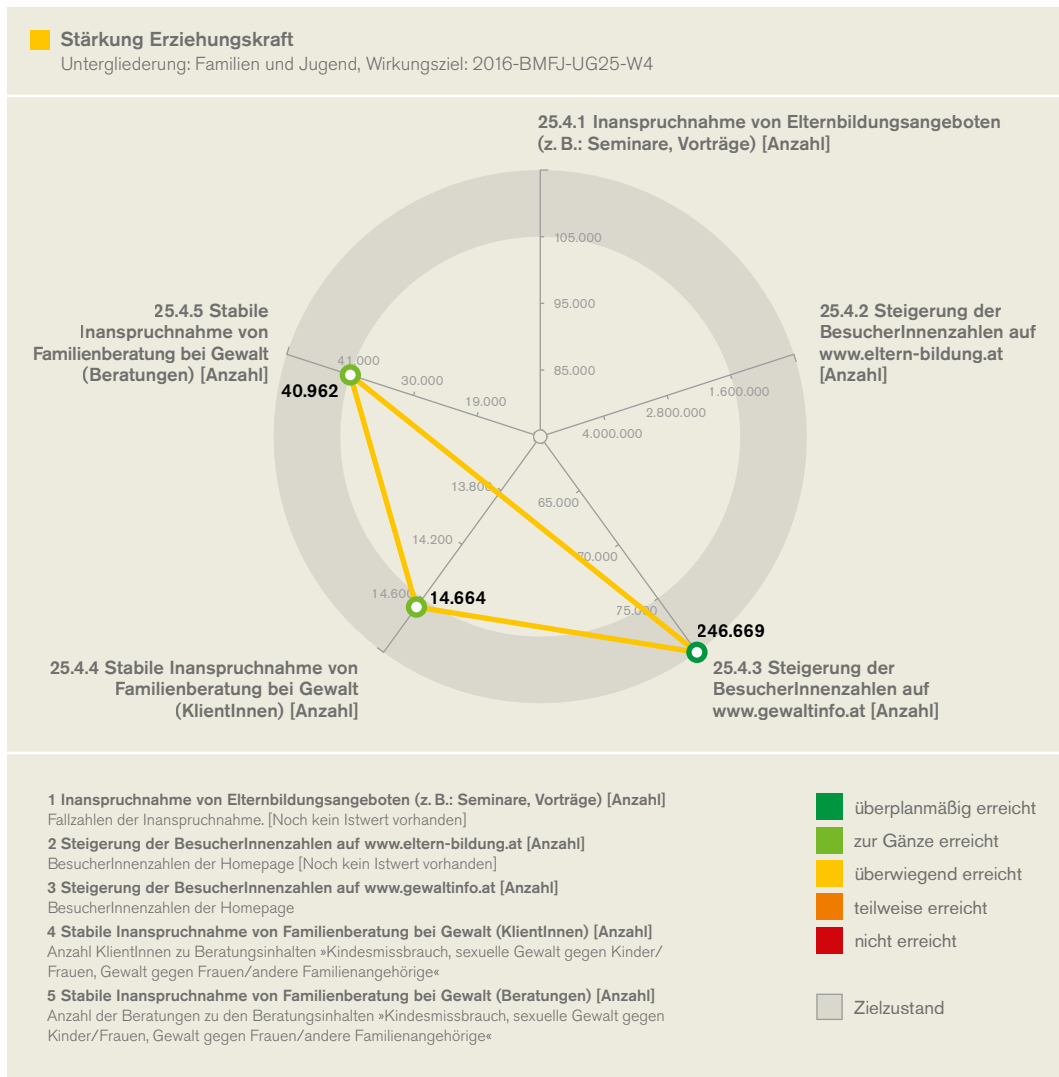 Stärkung Erziehungskraft
Untergliederung: Familien und Jugend, Wirkungsziel: 2016-BMFJ-UG25-W4
25.4.1 Inanspruchnahme von Elternbildungsangeboten
(z. B.: Seminare, Vorträge) [Anzahl]
105.000
95.000
85.000
25.4.2 Steigerung der
BesucherInnenzahlen auf
www.eltern-bildung.at
[Anzahl]
1.600.000
2.800.000
4.000.000
25.4.5 Stabile
Inanspruchnahme von
Familienberatung bei Gewalt
(Beratungen) [Anzahl]
41.000
30.000
19.000
40.962
13.800
14.200
14.600
14.664
65.000
70.000
75.000
246.669
25.4.4 Stabile Inanspruchnahme von
Familienberatung bei Gewalt
(KlientInnen) [Anzahl]
25.4.3 Steigerung der
BesucherInnenzahlen auf
www.gewaltinfo.at [Anzahl]
1 Inanspruchnahme von Elternbildungsangeboten (z. B.: Seminare, Vorträge) [Anzahl]
Fallzahlen der Inanspruchnahme. [Noch kein Istwert vorhanden]
2 Steigerung der BesucherInnenzahlen auf www.eltern-bildung.at [Anzahl]
BesucherInnenzahlen der Homepage [Noch kein Istwert vorhanden]
3 Steigerung der BesucherInnenzahlen auf www.gewaltinfo.at [Anzahl]
BesucherInnenzahlen der Homepage
4 Stabile Inanspruchnahme von Familienberatung bei Gewalt (KlientInnen) [Anzahl]
Anzahl KlientInnen zu Beratungsinhalten »Kindesmissbrauch, sexuelle Gewalt gegen Kinder/
Frauen, Gewalt gegen Frauen/andere Familienangehörige«
5 Stabile Inanspruchnahme von Familienberatung bei Gewalt (Beratungen) [Anzahl]
Anzahl der Beratungen zu den Beratungsinhalten »Kindesmissbrauch, sexuelle Gewalt gegen
Kinder/Frauen, Gewalt gegen Frauen/andere Familienangehörige«
überplanmäßig erreicht
zur Gänze erreicht
überwiegend erreicht
teilweise erreicht
nicht erreicht
Zielzustand